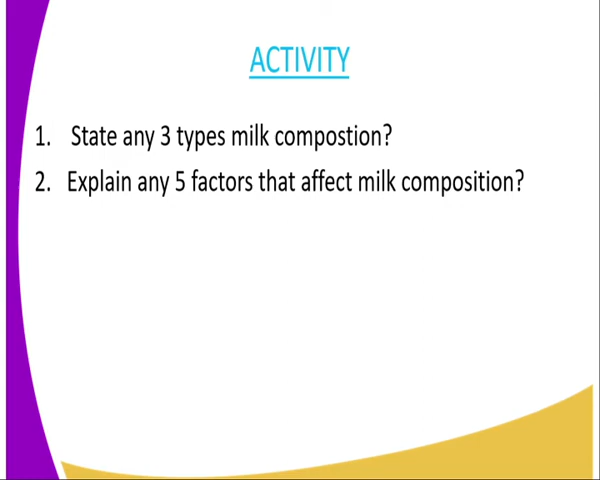 ACTIVITY
1. State any 3 types milk compostion?
2. Explain any 5 factors that affect milk composition?